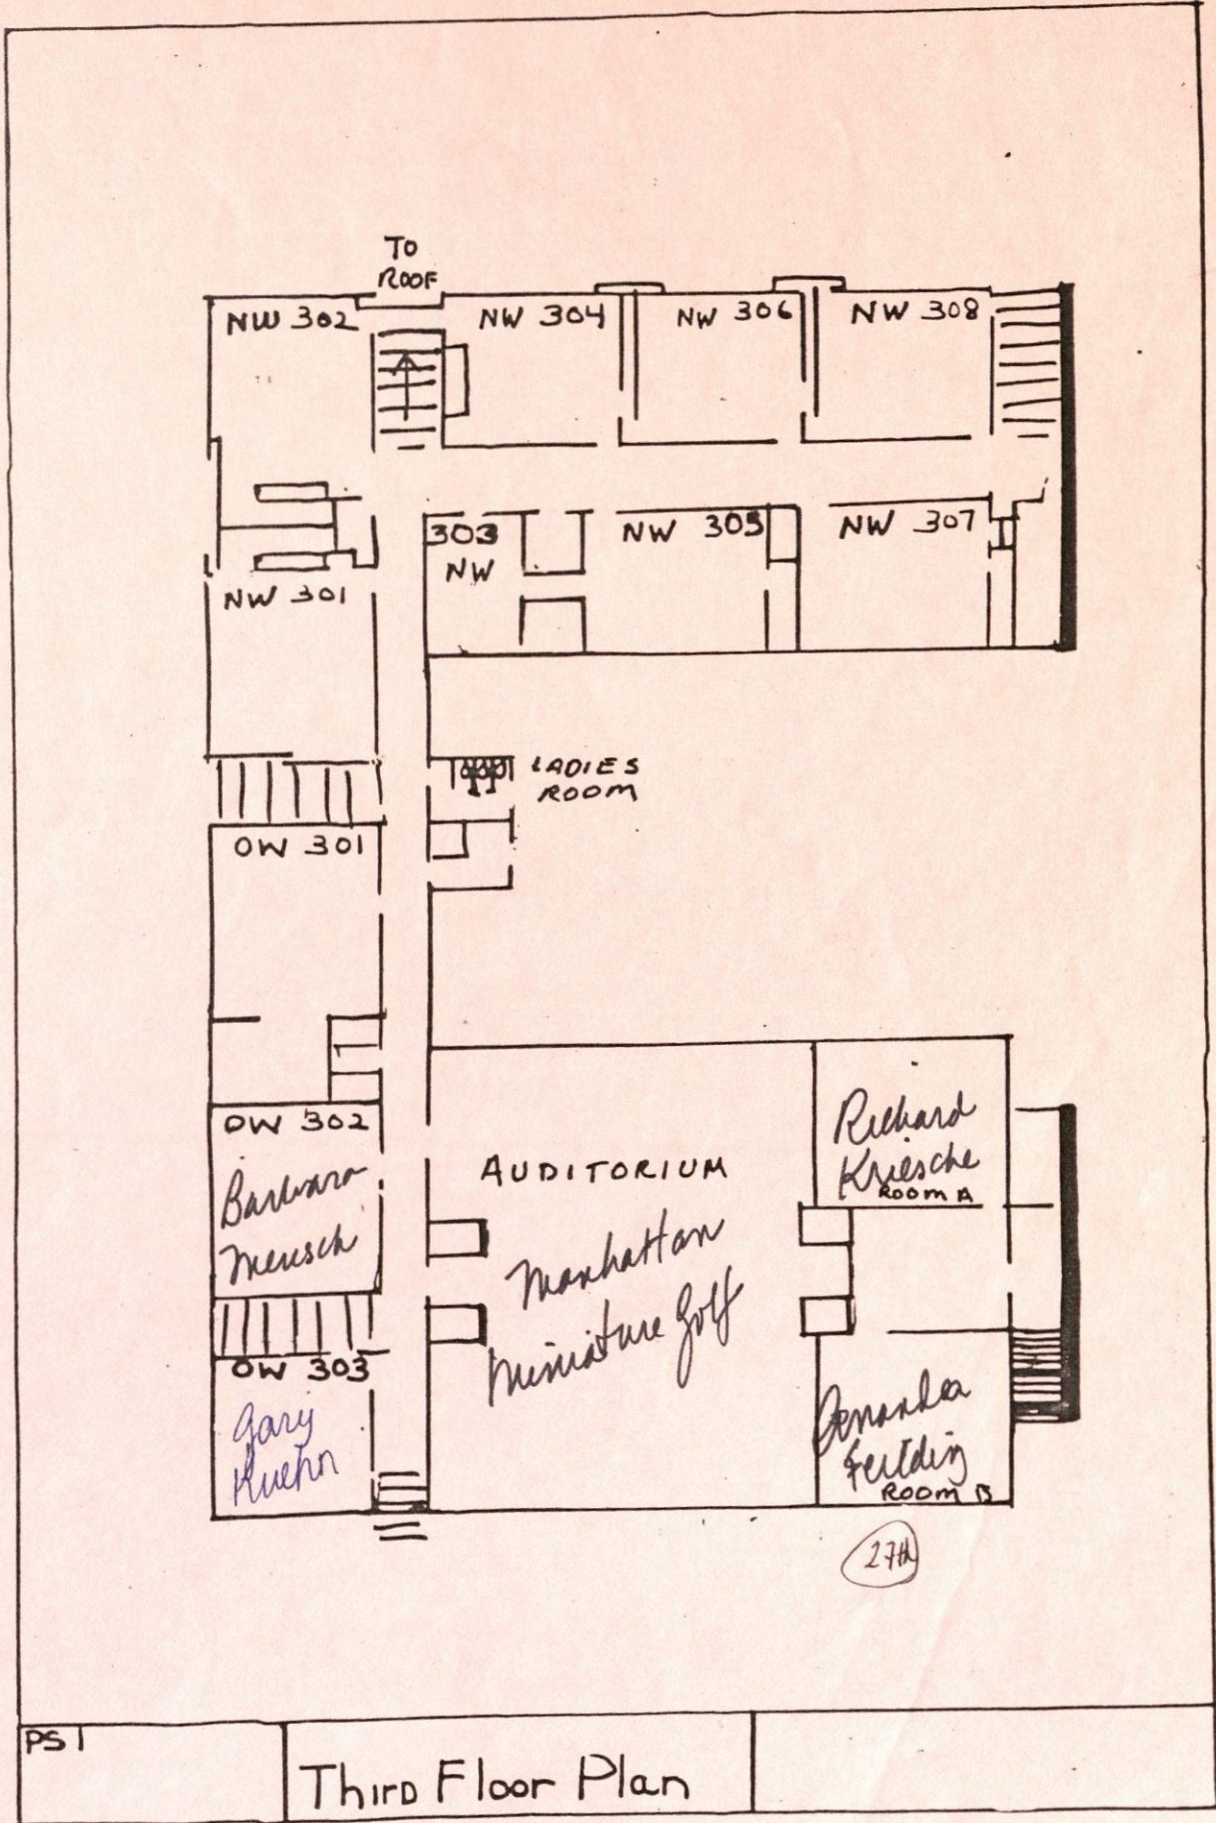 TO
ROOF
NW 302
NW 304
NW 306
NW 308
303
NW
NW 305
NW 307
NW 301
LADIES
ROOM
OW 301
OW 302
Barbara
Mensch
AUDITORIUM
Manhattan
Miniature Golf
Richard
Kriesche
ROOM A
OW 303
Gary
Kuehn
Feilding
ROOM B
27th
PS1
Third Floor Plan